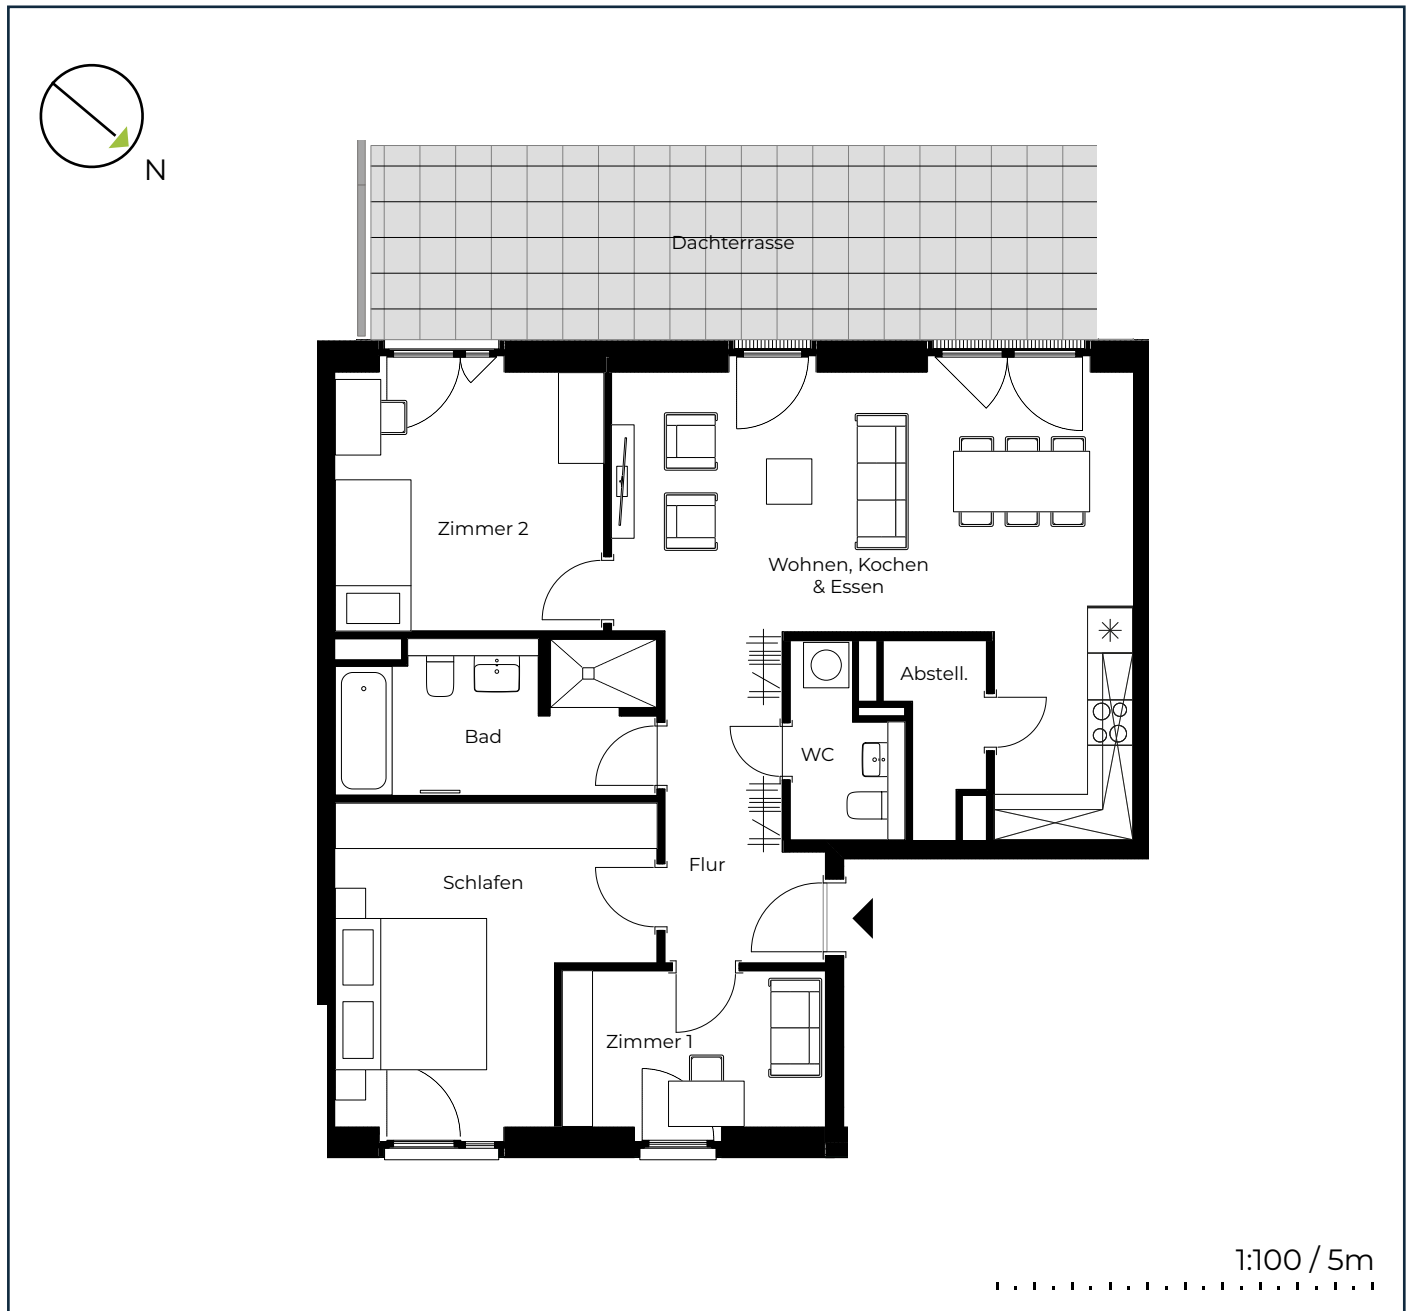 N
Dachterrasse
Zimmer 2
Wohnen, Kochen
& Essen
Abstell.
Bad
WC
Flur
Schlafen
Zimmer 1
1:100 / 5m